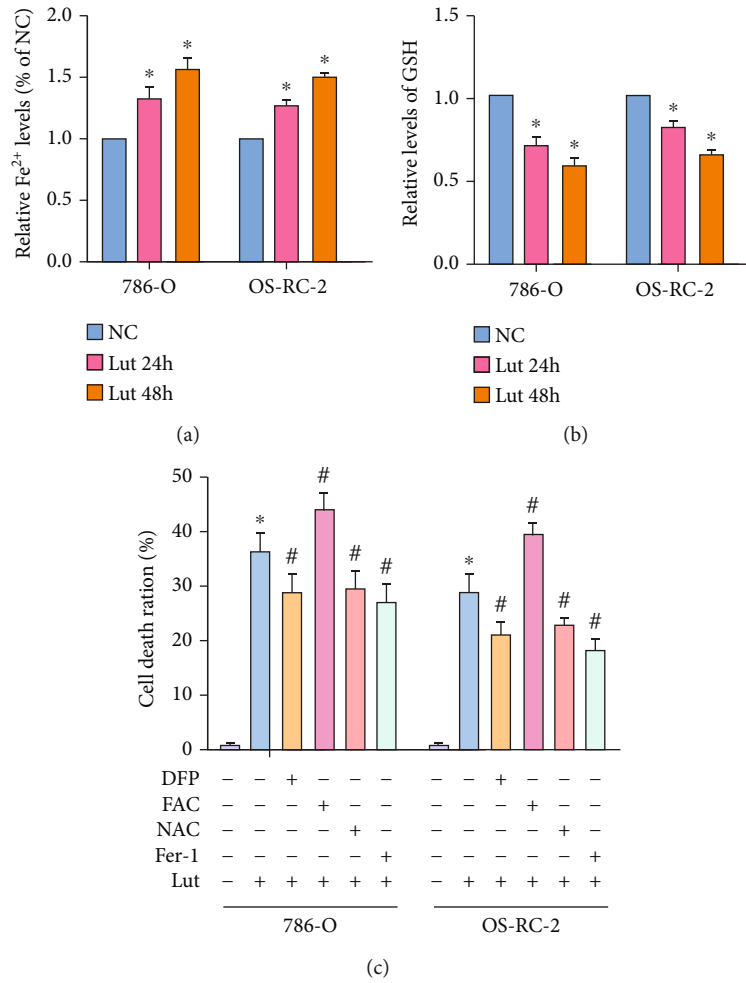 Relative Fe²⁺ levels (% of NC)
2.0
1.5
1.0
0.5
0.0
* * * *
786-O OS-RC-2
NC
Lut 24h
Lut 48h
(a)
Relative levels of GSH
1.5
1.0
0.5
0.0
* * * *
786-O OS-RC-2
NC
Lut 24h
Lut 48h
(b)
Cell death ration (%)
50
40
30
20
10
0
* # # # # * # # # #
DFP – – + – – – – – + – – –
FAC – – – + – – – – – + – –
NAC – – – – + – – – – – + –
Fer-1 – – – – – + – – – – – +
Lut – + + + + + – + + + + +
786-O OS-RC-2
(c)